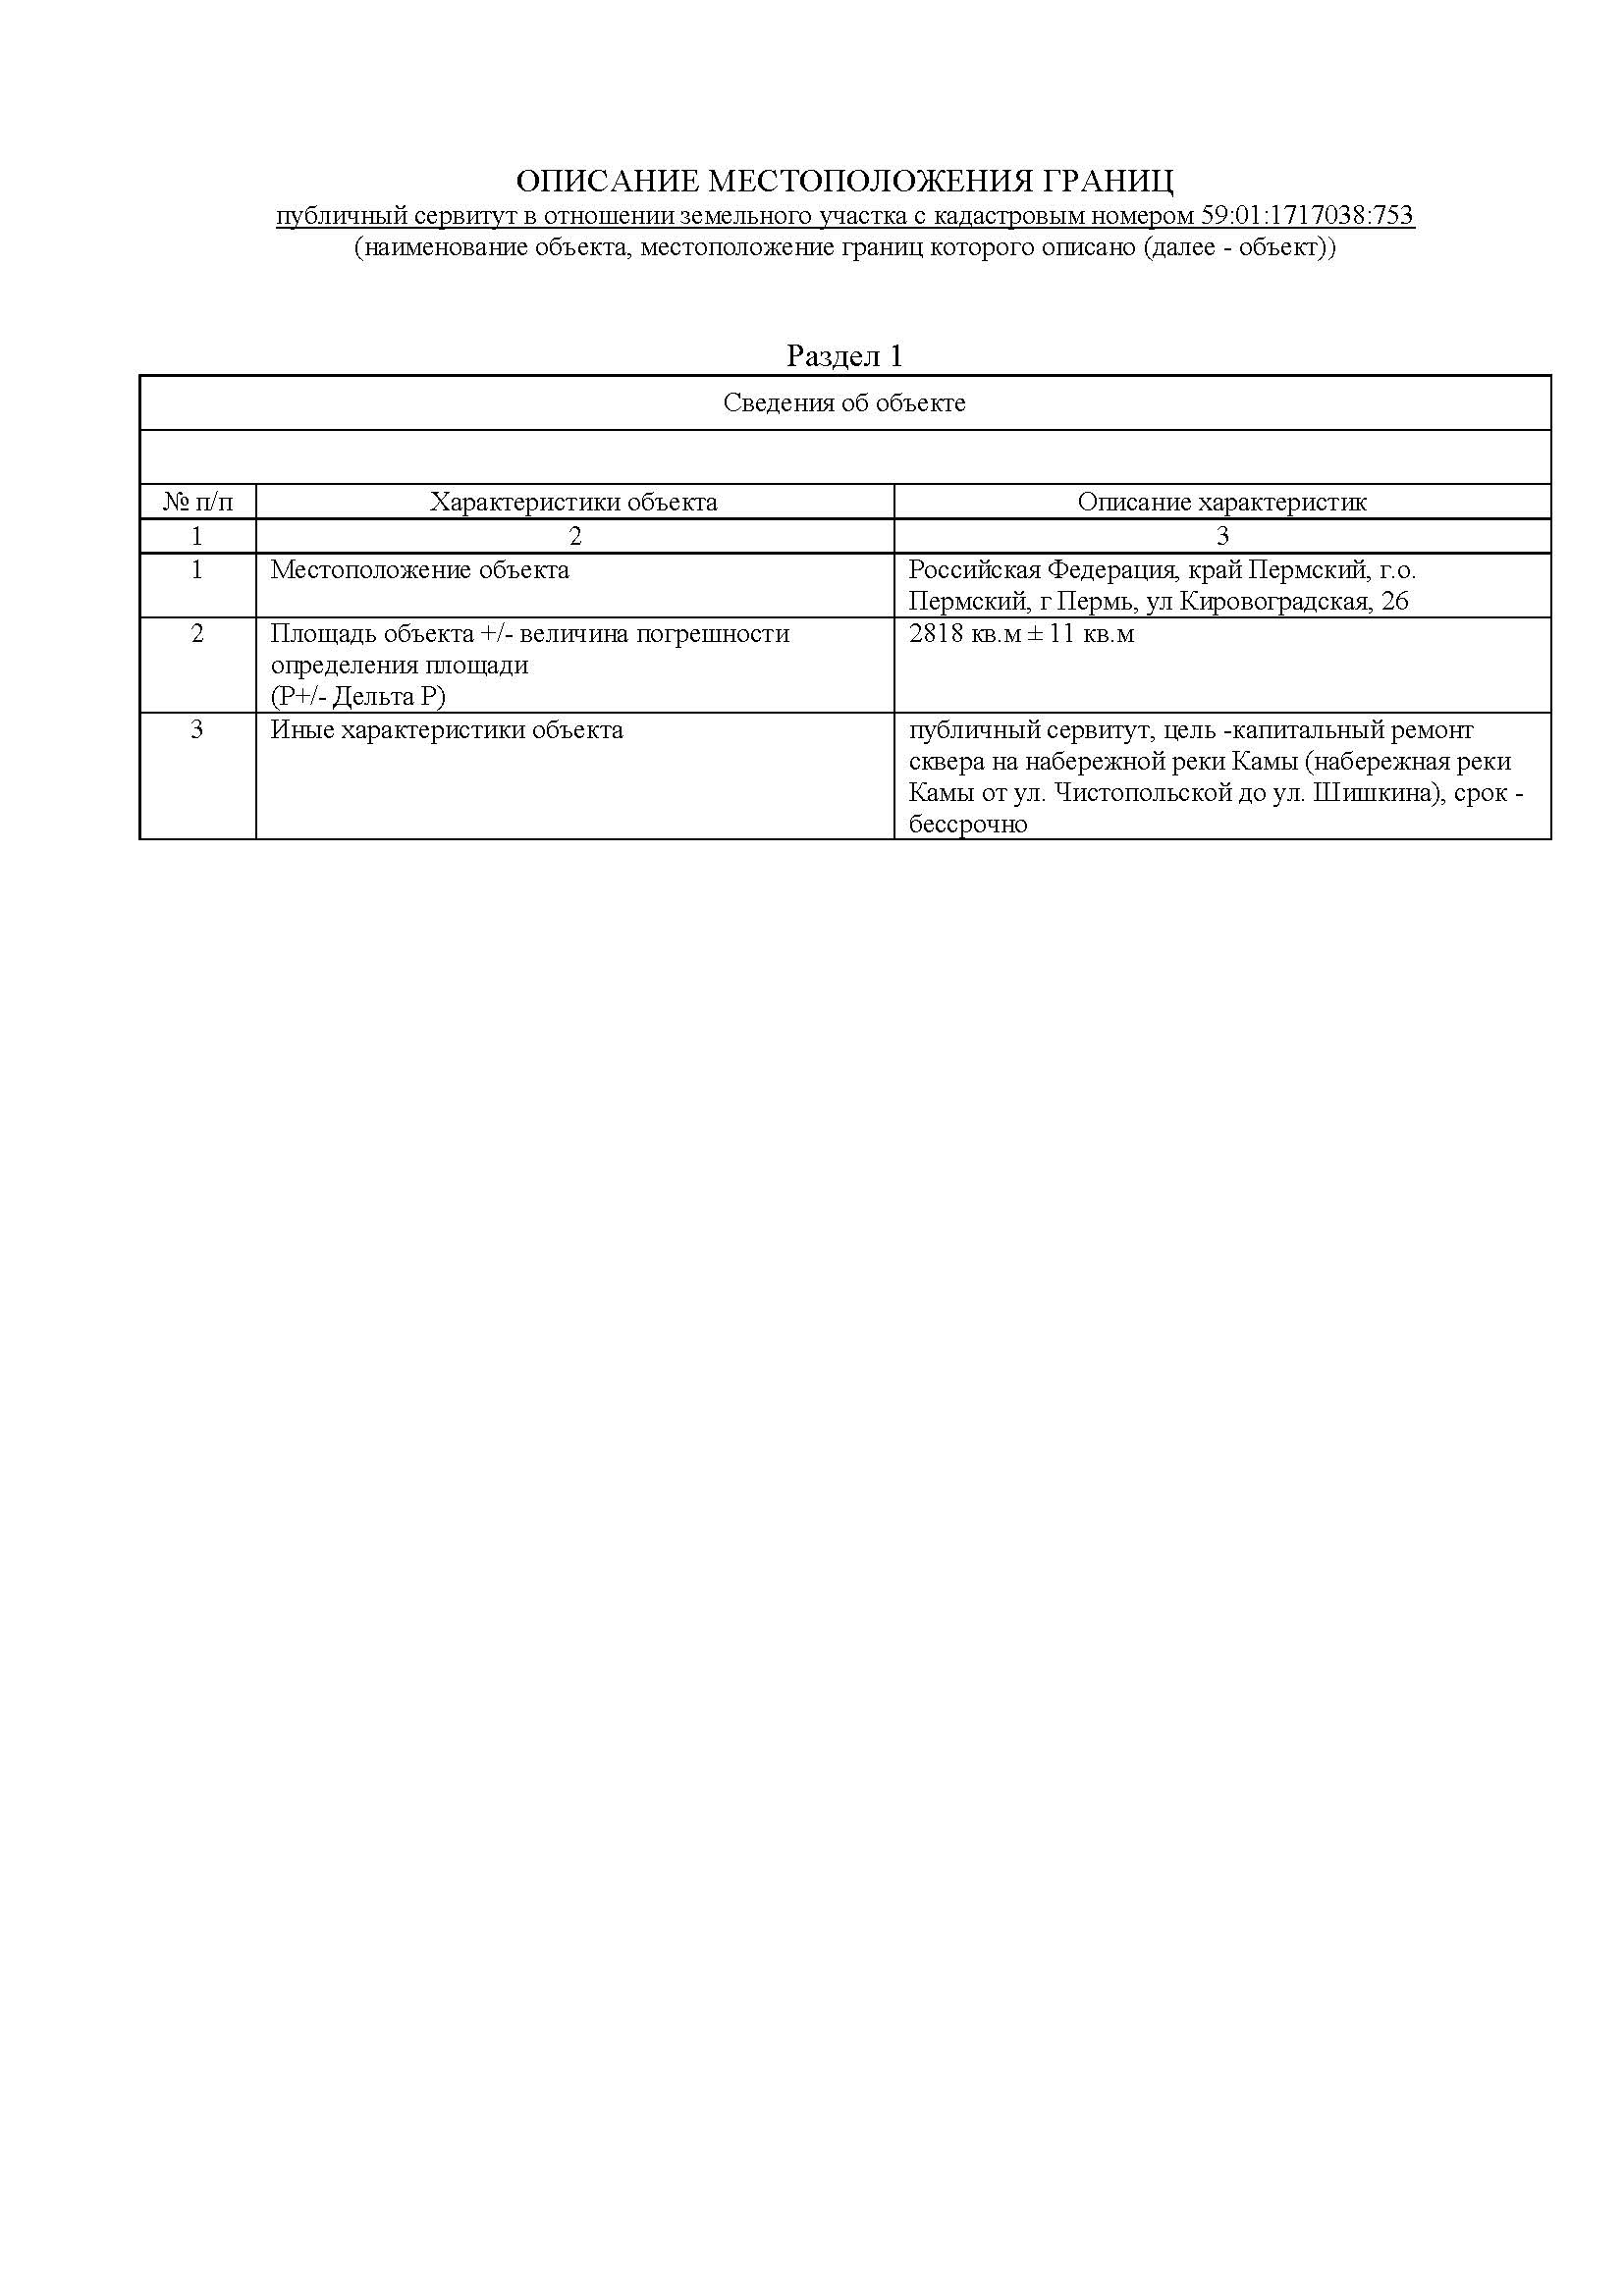 ОПИСАНИЕ МЕСТОПОЛОЖЕНИЯ ГРАНИЦ
публичный сервитут в отношении земельного участка с кадастровым номером 59:01:1717038:753
(наименование объекта, местоположение границ которого описано (далее - объект))
Раздел 1
Сведения об объекте
№ п/п Характеристики объекта Описание характеристик
1 2 3
1 Местоположение объекта Российская Федерация, край Пермский, г.о.
Пермский, г Пермь, ул Кировоградская, 26
2 Площадь объекта +/- величина погрешности 2818 кв.м ± 11 кв.м
определения площади
(P+/- Дельта P)
3 Иные характеристики объекта публичный сервитут, цель -капитальный ремонт
сквера на набережной реки Камы (набережная реки
Камы от ул. Чистопольской до ул. Шишкина), срок -
бессрочно